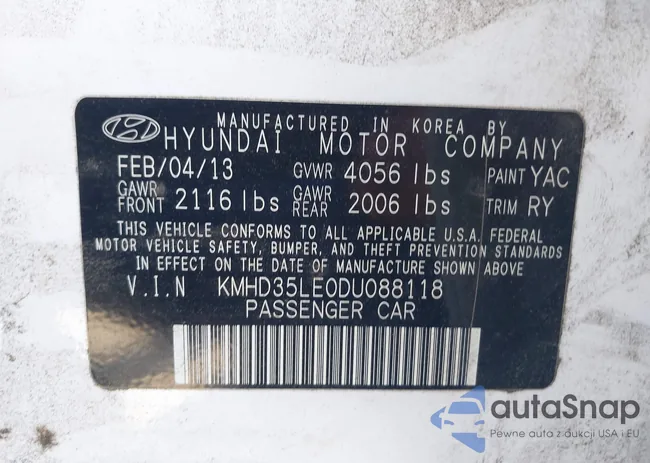 MANUFACTURED IN KOREA BY
HYUNDAI MOTOR COMPANY
FEB/04/13 GVWR 4056 lbs PAINT YAC
GAWR FRONT 2116 lbs GAWR REAR 2006 lbs TRIM RY
THIS VEHICLE CONFORMS TO ALL APPLICABLE U.S.A. FEDERAL
MOTOR VEHICLE SAFETY, BUMPER, AND THEFT PREVENTION STANDARDS
IN EFFECT ON THE DATE OF MANUFACTURE SHOWN ABOVE
V.I.N KMHD35LE0DU088118
PASSENGER CAR
autaSnap
Pewne auta z aukcji USA i EU